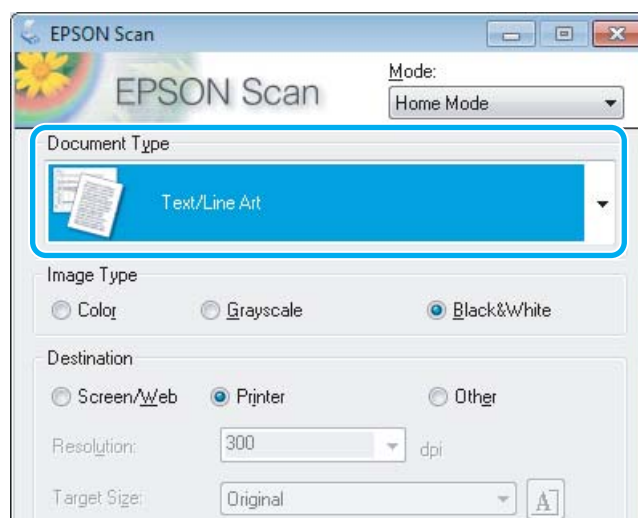 EPSON Scan
EPSON Scan
Mode:
Home Mode
Document Type
Text/Line Art
Image Type
Color Grayscale Black&White
Destination
Screen/Web Printer Other
Resolution: 300 dpi
Target Size: Original A